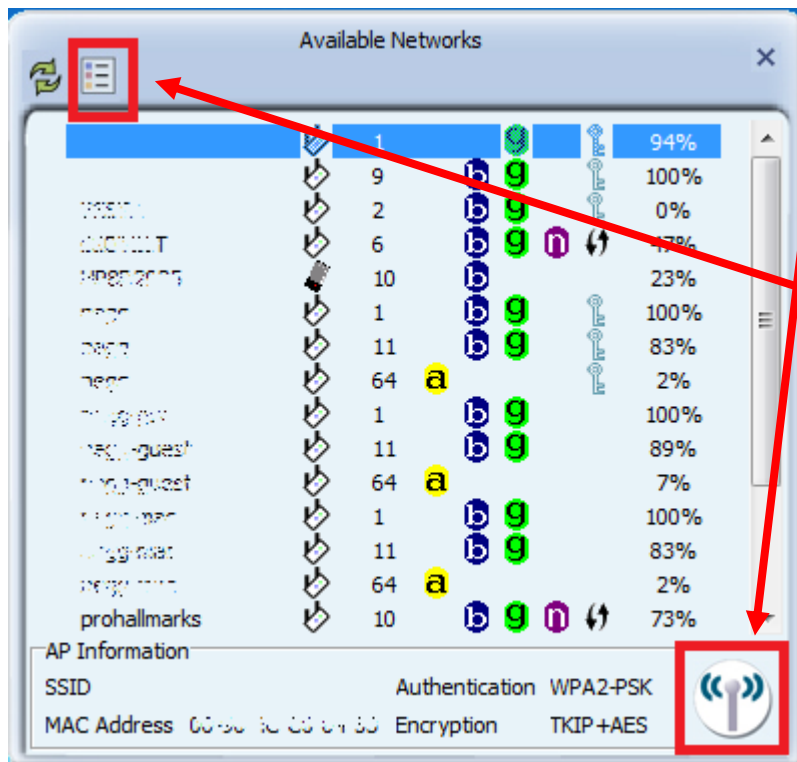 Available Networks
1 g 94%
9 b g 100%
2 b g 0%
6 b g n 47%
10 b 23%
1 b g 100%
11 b g 83%
64 a 2%
1 b g 100%
-guest 11 b g 89%
-guest 64 a 7%
1 b g 100%
11 b g 83%
64 a 2%
prohallmarks 10 b g n 73%
AP Information
SSID Authentication WPA2-PSK
MAC Address Encryption TKIP+AES